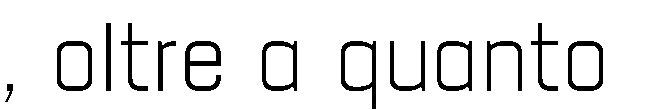 , oltre a quanto